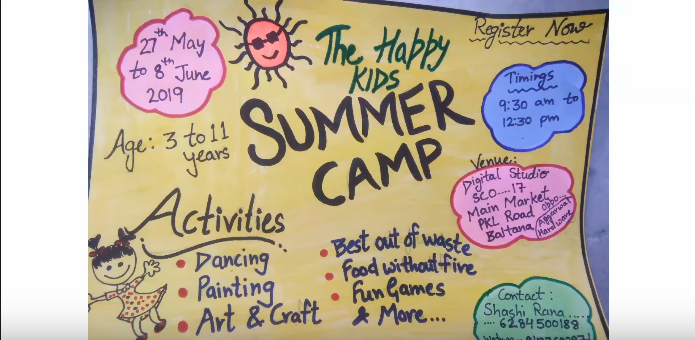 27th May
to 8th June
2019
The Happy
KIDS
Register Now
SUMMER
CAMP
Timings
9:30 am to
12:30 pm
Age: 3 to 11
years
Venue:
Digital Studio
SCO....17
Main Market
PKL Road
Baltana
Opbo...
Aggarwal
Hardware
Activities
• Dancing
• Painting
• Art & Craft
• Best out of waste
• Food without fire
• Fun Games
& More...
Contact:
Shashi Rana.....
.... 6284500188